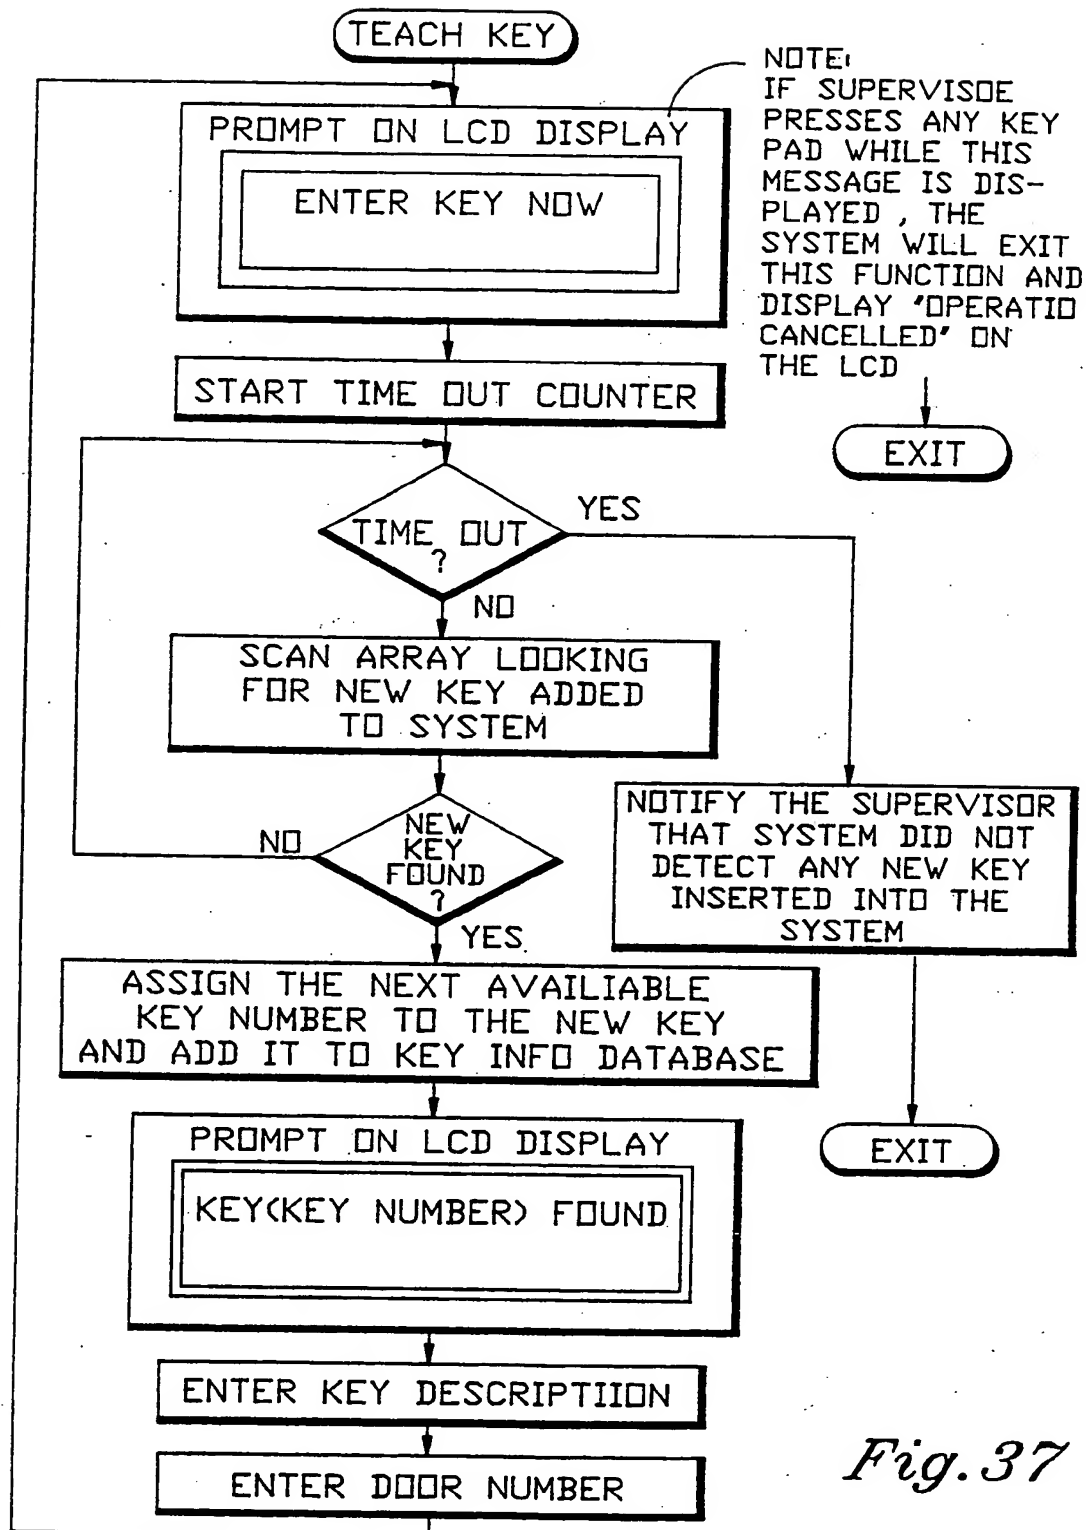 TEACH KEY
NOTE:
IF SUPERVISOE
PRESSES ANY KEY
PAD WHILE THIS
MESSAGE IS DIS-
PLAYED , THE
SYSTEM WILL EXIT
THIS FUNCTION AND
DISPLAY "OPERATIO
CANCELLED" ON
THE LCD
EXIT
PROMPT ON LCD DISPLAY
ENTER KEY NOW
START TIME OUT COUNTER
TIME OUT
?
YES
NO
SCAN ARRAY LOOKING
FOR NEW KEY ADDED
TO SYSTEM
NEW
KEY
FOUND
?
NO
YES
NOTIFY THE SUPERVISOR
THAT SYSTEM DID NOT
DETECT ANY NEW KEY
INSERTED INTO THE
SYSTEM
EXIT
ASSIGN THE NEXT AVAILIABLE
KEY NUMBER TO THE NEW KEY
AND ADD IT TO KEY INFO DATABASE
PROMPT ON LCD DISPLAY
KEY(KEY NUMBER) FOUND
ENTER KEY DESCRIPTIION
ENTER DOOR NUMBER
Fig. 37